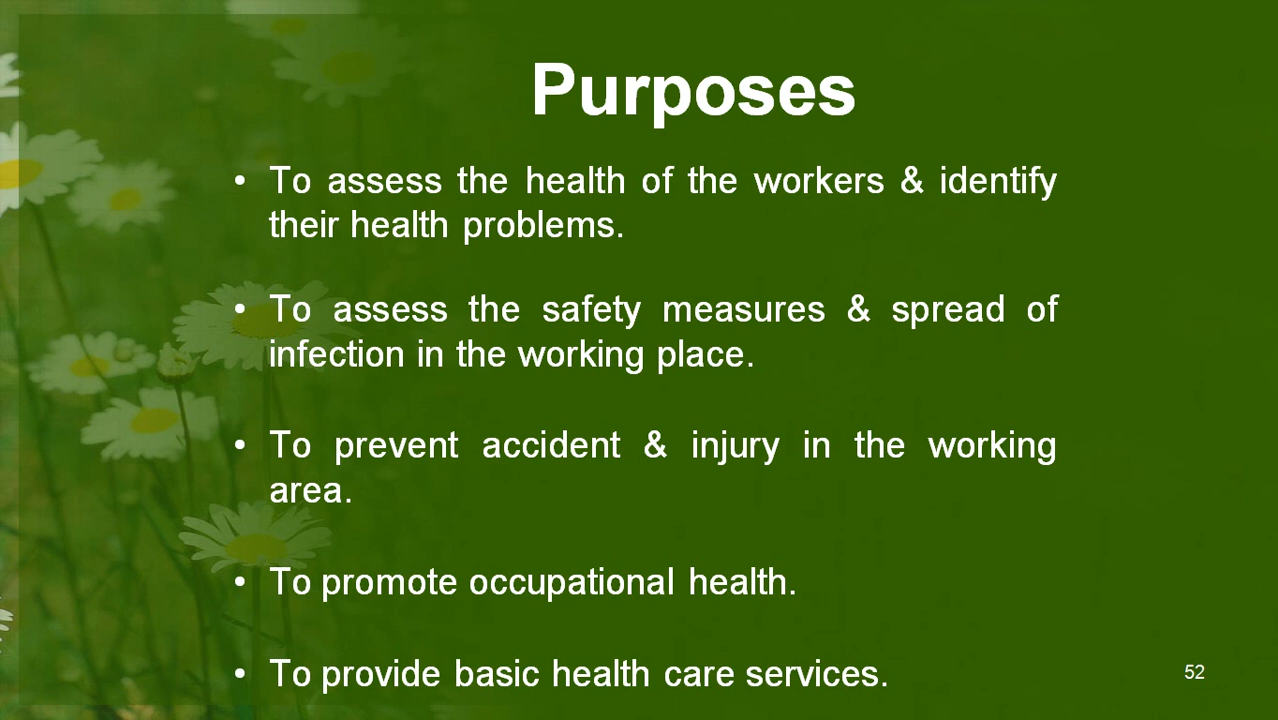 Purposes
• To assess the health of the workers & identify
their health problems.
• To assess the safety measures & spread of
infection in the working place.
• To prevent accident & injury in the working
area.
• To promote occupational health.
• To provide basic health care services.
52